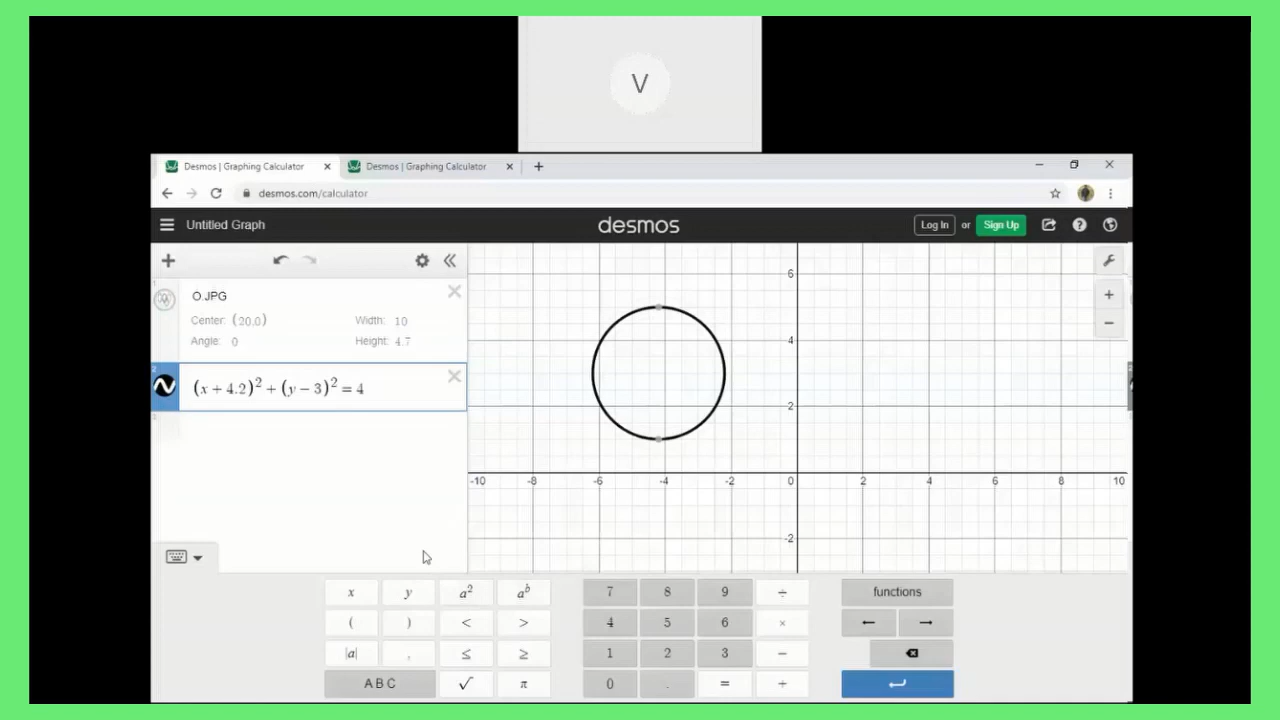 V
Desmos | Graphing Calculator
Desmos | Graphing Calculator
desmos.com/calculator
Untitled Graph
desmos
Log In or Sign Up
1
O.JPG
Center: (20,0) Width: 10
Angle: 0 Height: 4.7
2
(x + 4.2)² + (y − 3)² = 4
3
6
4
2
-10 -8 -6 -4 -2 0 2 4 6 8 10
-2
x y a² aᵇ 7 8 9 ÷ functions
( ) < > 4 5 6 × ← →
|a| , ≤ ≥ 1 2 3 −
A B C √ π 0 . = +